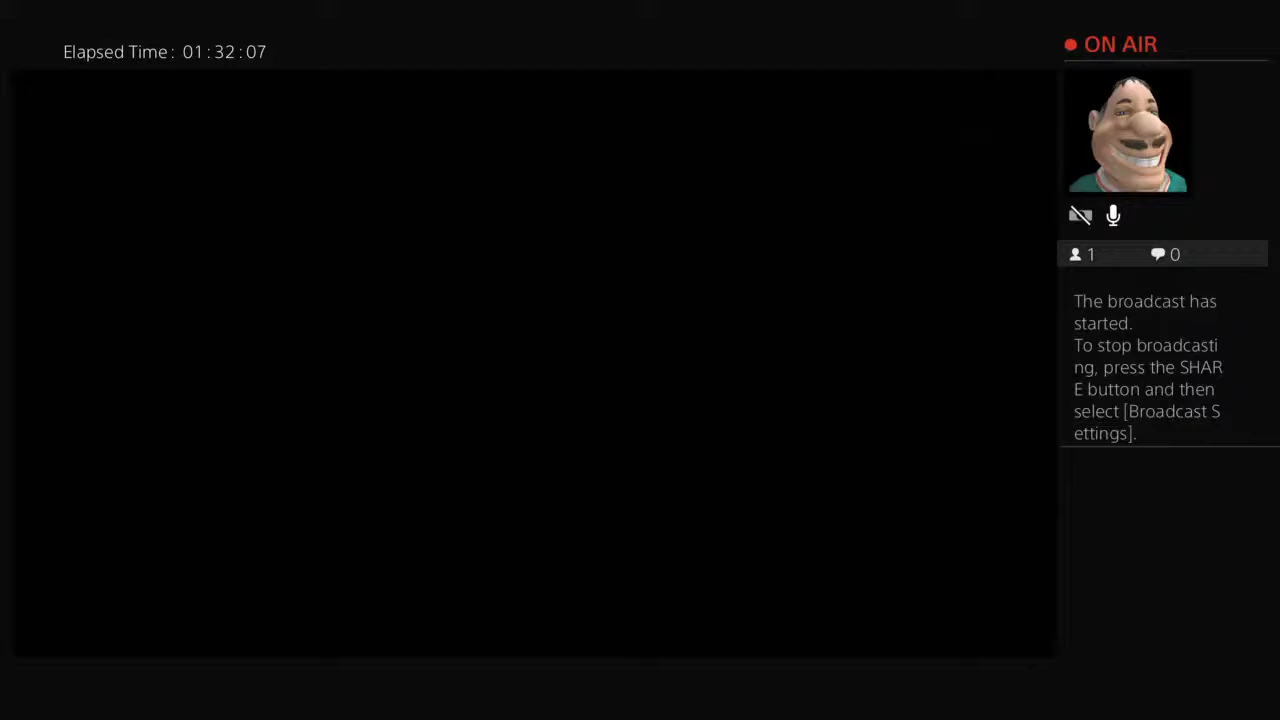 Elapsed Time: 01:32:07
ON AIR
1 0
The broadcast has
started.
To stop broadcasti
ng, press the SHAR
E button and then
select [Broadcast S
ettings].